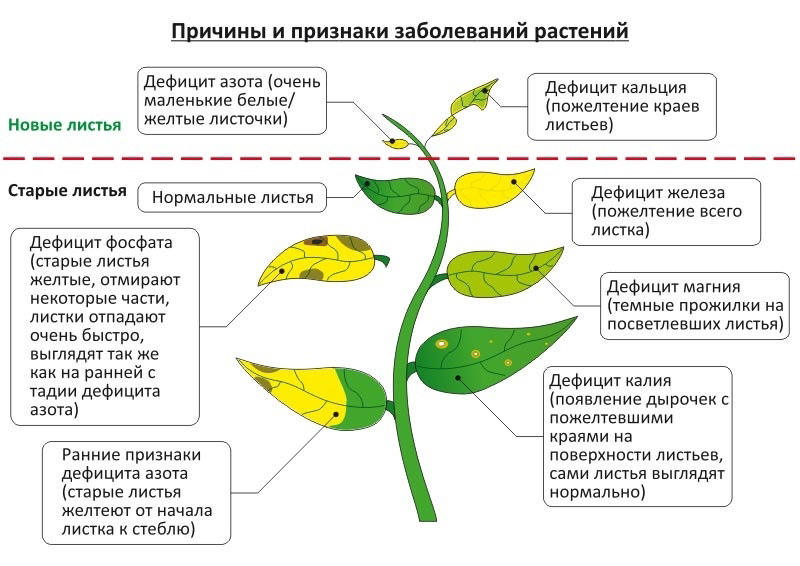 Причины и признаки заболеваний растений
Дефицит азота (очень
маленькие белые/
желтые листочки)
Дефицит кальция
(пожелтение краев
листьев)
Новые листья
Старые листья
Нормальные листья
Дефицит железа
(пожелтение всего
листка)
Дефицит фосфата
(старые листья
желтые, отмирают
некоторые части,
листки отпадают
очень быстро,
выглядят так же
как на ранней с
тадии дефицита
азота)
Дефицит магния
(темные прожилки на
посветлевших листья)
Дефицит калия
(появление дырочек с
пожелтевшими
краями на
поверхности листьев,
сами листья выглядят
нормально)
Ранние признаки
дефицита азота
(старые листья
желтеют от начала
листка к стеблю)